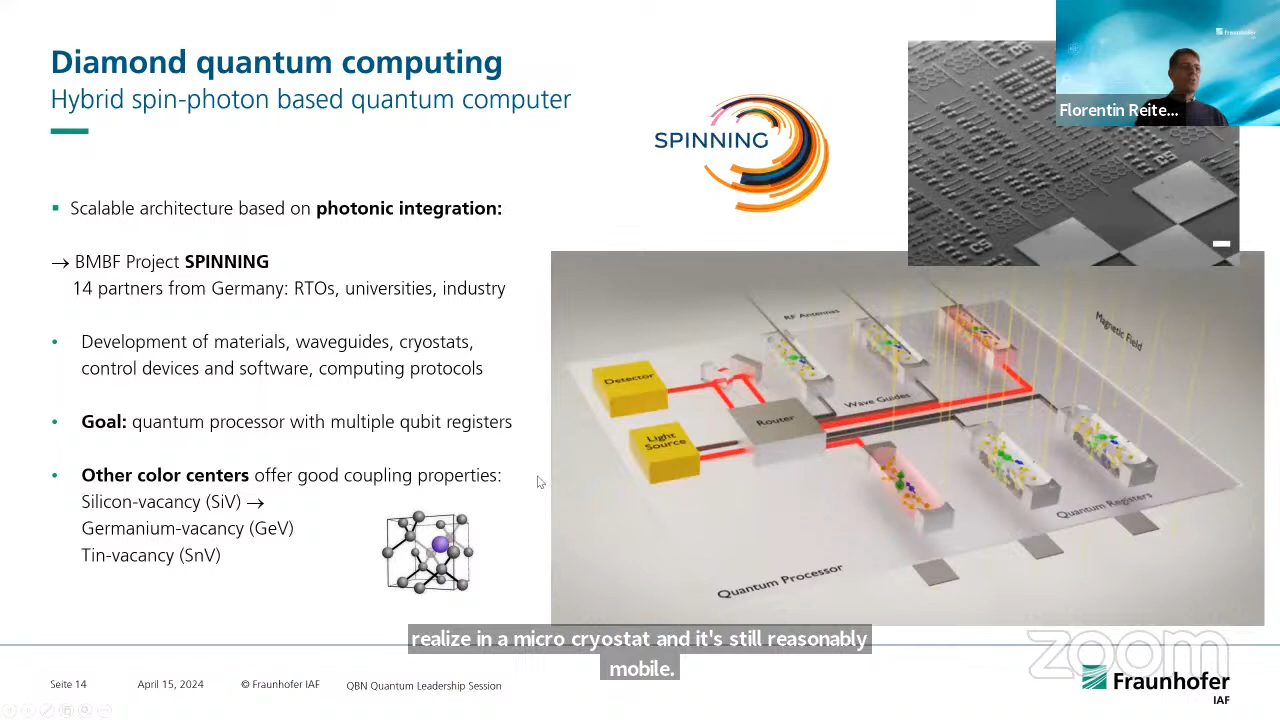 Diamond quantum computing
Hybrid spin-photon based quantum computer
SPINNING
Fraunhofer
IAF
Florentin Reite...
▪ Scalable architecture based on photonic integration:
→ BMBF Project SPINNING
14 partners from Germany: RTOs, universities, industry
• Development of materials, waveguides, cryostats,
control devices and software, computing protocols
• Goal: quantum processor with multiple qubit registers
• Other color centers offer good coupling properties:
Silicon-vacancy (SiV) →
Germanium-vacancy (GeV)
Tin-vacancy (SnV)
RF Antennas
Magnetic Field
Detector
Wave Guides
Router
Light
Source
Quantum Registers
Quantum Processor
realize in a micro cryostat and it's still reasonably
mobile.
zoom
Seite 14
April 15, 2024
© Fraunhofer IAF
QBN Quantum Leadership Session
Fraunhofer
IAF